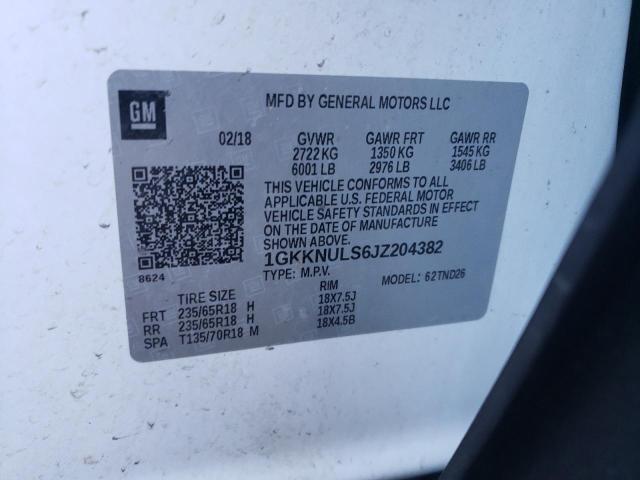 GM
MFD BY GENERAL MOTORS LLC
02/18 GVWR GAWR FRT GAWR RR
2722 KG 1350 KG 1545 KG
6001 LB 2976 LB 3406 LB
THIS VEHICLE CONFORMS TO ALL
APPLICABLE U.S. FEDERAL MOTOR
VEHICLE SAFETY STANDARDS IN EFFECT
ON THE DATE OF MANUFACTURE
SHOWN ABOVE.
8624
1GKKNULS6JZ204382
TYPE: M.P.V. MODEL: 62TND26
TIRE SIZE RIM
FRT 235/65R18 H 18X7.5J
RR 235/65R18 H 18X7.5J
SPA T135/70R18 M 18X4.5B